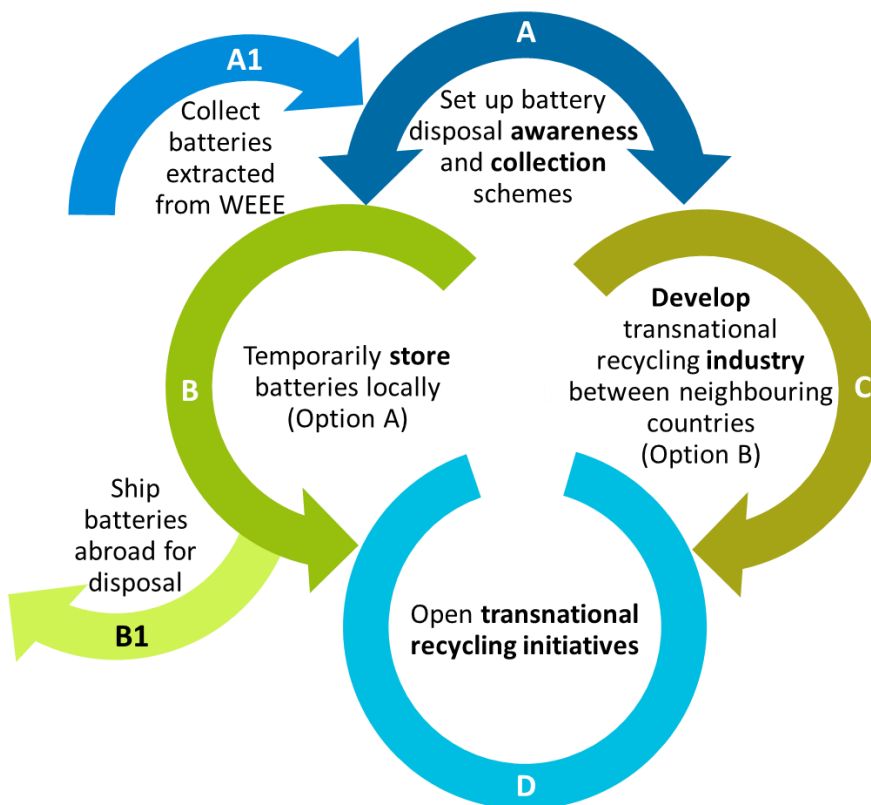 A1
Collect
batteries
extracted
from WEEE
A
Set up battery
disposal awareness
and collection
schemes
B
Temporarily store
batteries locally
(Option A)
Develop
transnational
recycling industry
between neighbouring
countries
(Option B)
C
Ship
batteries
abroad for
disposal
B1
Open transnational
recycling initiatives
D